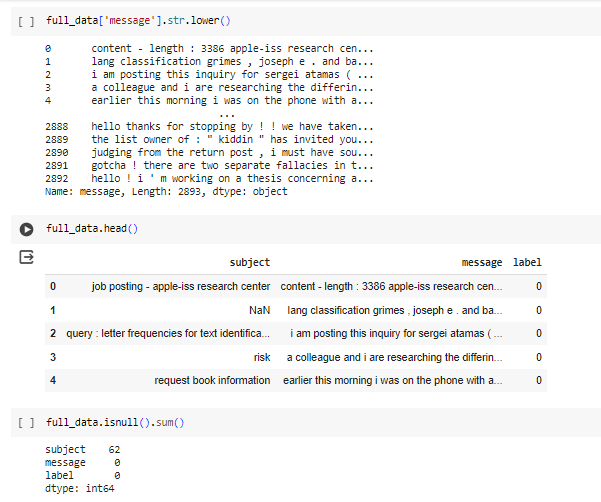 [ ] full_data['message'].str.lower()
0 content - length : 3386 apple-iss research cen...
1 lang classification grimes , joseph e . and ba...
2 i am posting this inquiry for sergei atamas ( ...
3 a colleague and i are researching the differin...
4 earlier this morning i was on the phone with a...
...
2888 hello thanks for stopping by ! ! we have taken...
2889 the list owner of : " kiddin " has invited you...
2890 judging from the return post , i must have sou...
2891 gotcha ! there are two separate fallacies in t...
2892 hello ! i ' m working on a thesis concerning a...
Name: message, Length: 2893, dtype: object
full_data.head()
subject message label
0 job posting - apple-iss research center content - length : 3386 apple-iss research cen... 0
1 NaN lang classification grimes , joseph e . and ba... 0
2 query : letter frequencies for text identifica... i am posting this inquiry for sergei atamas ( ... 0
3 risk a colleague and i are researching the differin... 0
4 request book information earlier this morning i was on the phone with a... 0
[ ] full_data.isnull().sum()
subject 62
message 0
label 0
dtype: int64